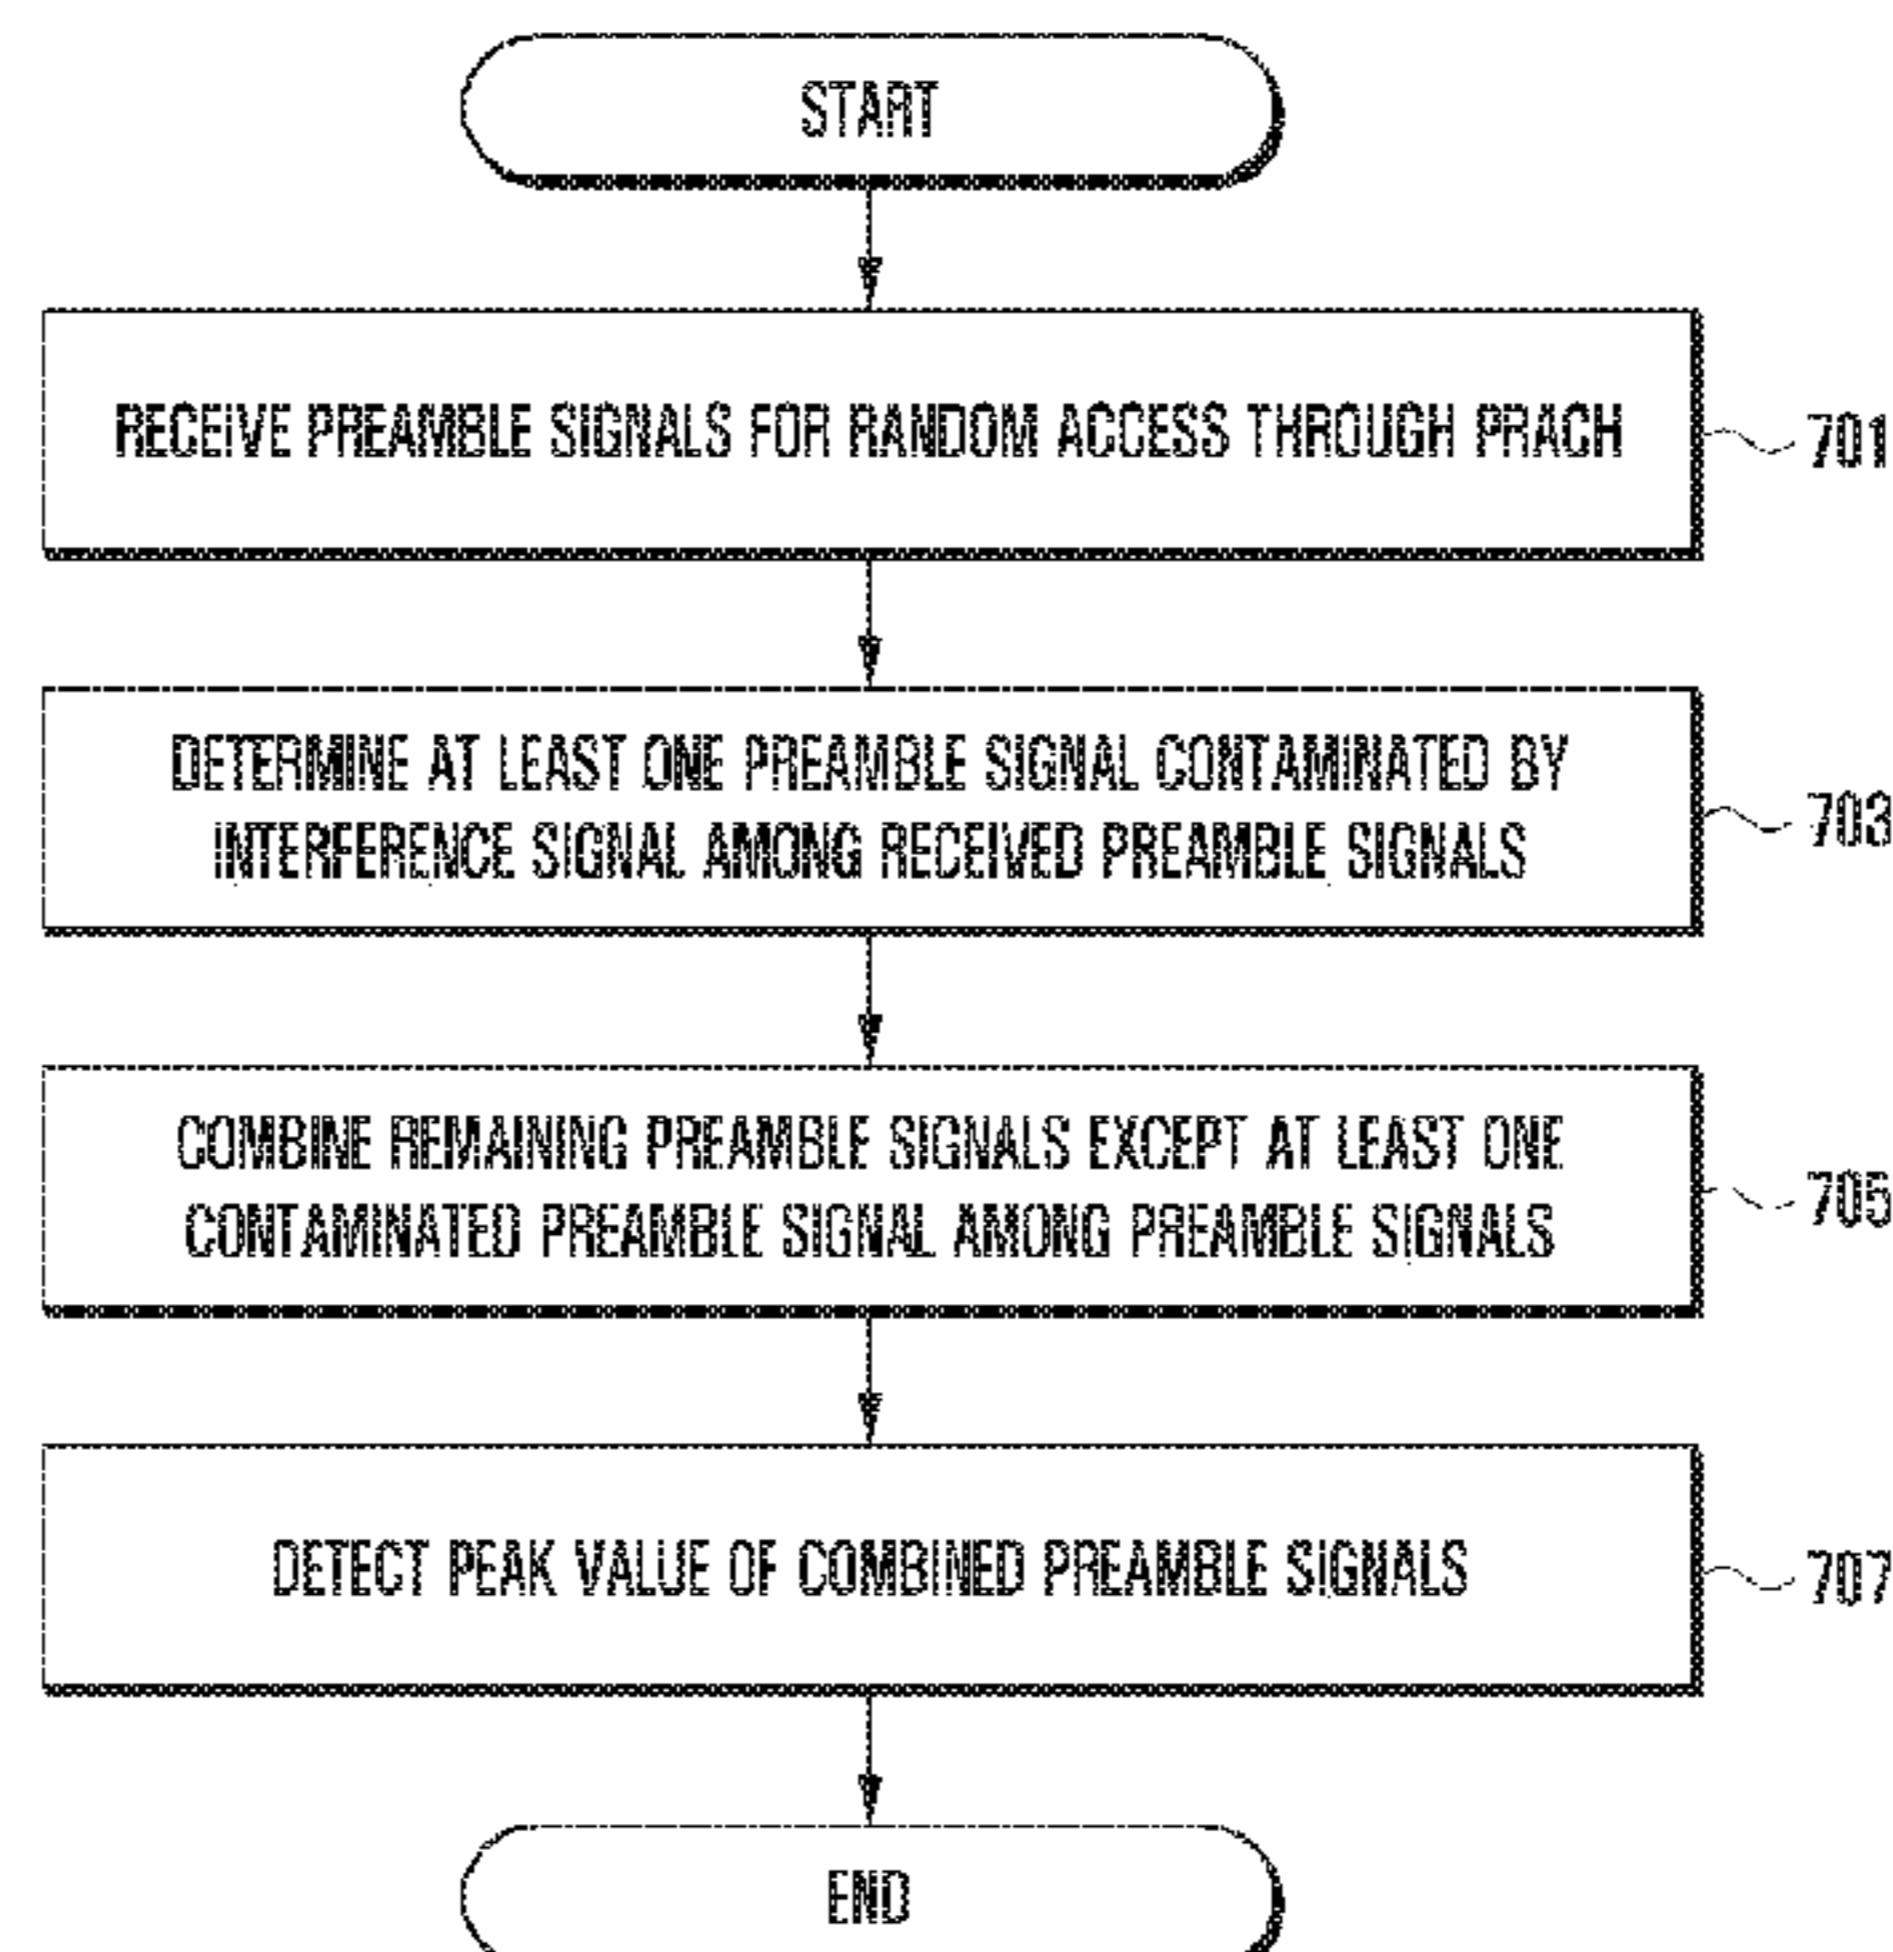 START
RECEIVE PREAMBLE SIGNALS FOR RANDOM ACCESS THROUGH PRACH
701
DETERMINE AT LEAST ONE PREAMBLE SIGNAL CONTAMINATED BY
INTERFERENCE SIGNAL AMONG RECEIVED PREAMBLE SIGNALS
703
COMBINE REMAINING PREAMBLE SIGNALS EXCEPT AT LEAST ONE
CONTAMINATED PREAMBLE SIGNAL AMONG PREAMBLE SIGNALS
705
DETECT PEAK VALUE OF COMBINED PREAMBLE SIGNALS
707
END